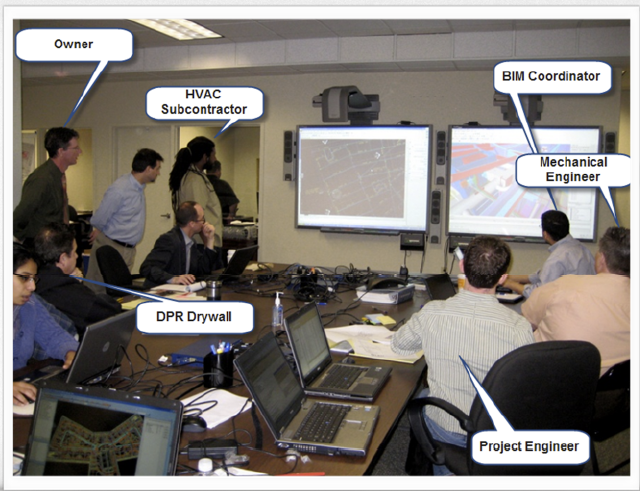 Owner
HVAC
Subcontractor
BIM Coordinator
Mechanical
Engineer
DPR Drywall
Project Engineer